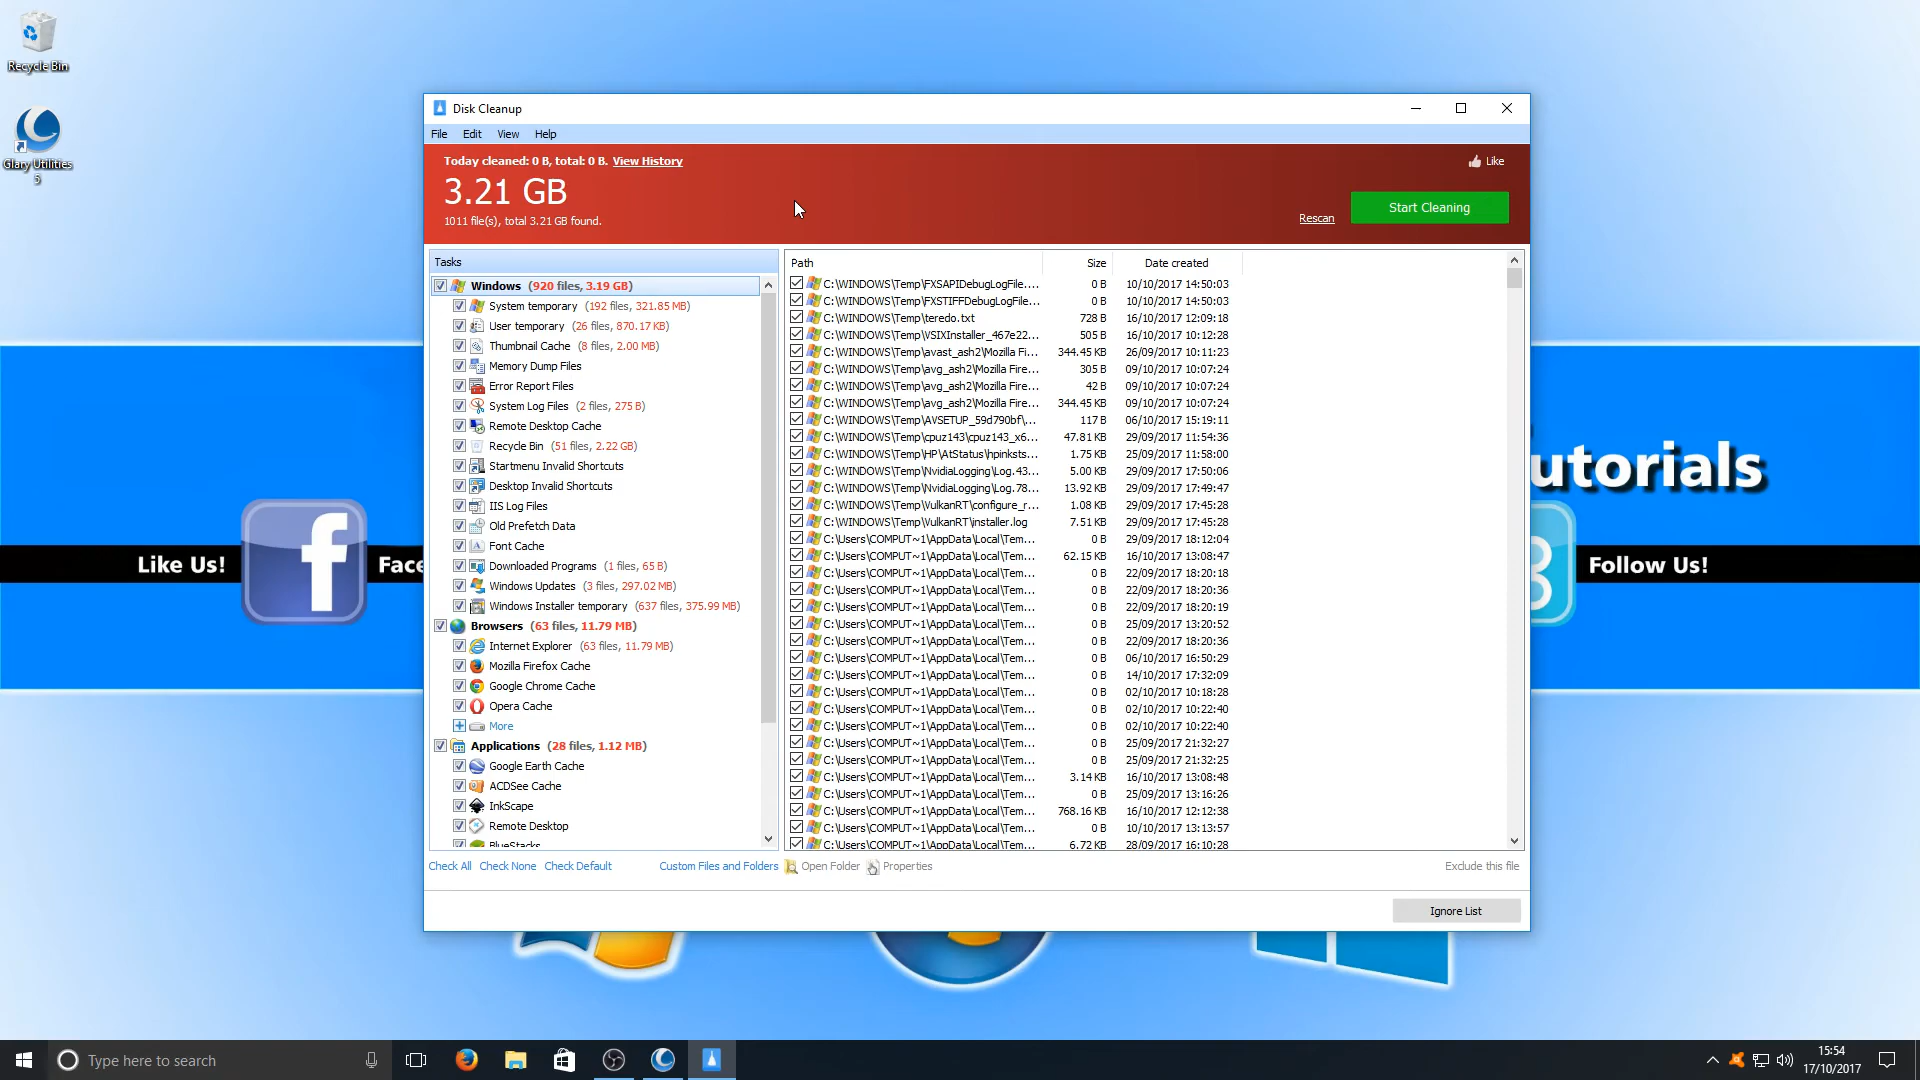 Recycle Bin
Glary Utilities
5
Disk Cleanup
File Edit View Help
Today cleaned: 0 B, total: 0 B. View History
Like
3.21 GB
1011 file(s), total 3.21 GB found.
Rescan
Start Cleaning
Tasks
Windows (920 files, 3.19 GB)
System temporary (192 files, 321.85 MB)
User temporary (26 files, 870.17 KB)
Thumbnail Cache (8 files, 2.00 MB)
Memory Dump Files
Error Report Files
System Log Files (2 files, 275 B)
Remote Desktop Cache
Recycle Bin (51 files, 2.22 GB)
Startmenu Invalid Shortcuts
Desktop Invalid Shortcuts
IIS Log Files
Old Prefetch Data
Font Cache
Downloaded Programs (1 files, 65 B)
Windows Updates (3 files, 297.02 MB)
Windows Installer temporary (637 files, 375.99 MB)
Browsers (63 files, 11.79 MB)
Internet Explorer (63 files, 11.79 MB)
Mozilla Firefox Cache
Google Chrome Cache
Opera Cache
More
Applications (28 files, 1.12 MB)
Google Earth Cache
ACDSee Cache
InkScape
Remote Desktop
BlueStacks
Path Size Date created
C:\WINDOWS\Temp\FXSAPIDebugLogFile.... 0 B 10/10/2017 14:50:03
C:\WINDOWS\Temp\FXSTIFFDebugLogFile... 0 B 10/10/2017 14:50:03
C:\WINDOWS\Temp\teredo.txt 728 B 16/10/2017 12:09:18
C:\WINDOWS\Temp\VSIXInstaller_467e22... 505 B 16/10/2017 10:12:28
C:\WINDOWS\Temp\avast_ash2\Mozilla Fi... 344.45 KB 26/09/2017 10:11:23
C:\WINDOWS\Temp\avg_ash2\Mozilla Fire... 305 B 09/10/2017 10:07:24
C:\WINDOWS\Temp\avg_ash2\Mozilla Fire... 42 B 09/10/2017 10:07:24
C:\WINDOWS\Temp\avg_ash2\Mozilla Fire... 344.45 KB 09/10/2017 10:07:24
C:\WINDOWS\Temp\AVSETUP_59d790bf\... 117 B 06/10/2017 15:19:11
C:\WINDOWS\Temp\cpuz143\cpuz143_x6... 47.81 KB 29/09/2017 11:54:36
C:\WINDOWS\Temp\HP\AtStatus\hpinksts... 1.75 KB 25/09/2017 11:58:00
C:\WINDOWS\Temp\NvidiaLogging\Log.43... 5.00 KB 29/09/2017 17:50:06
C:\WINDOWS\Temp\NvidiaLogging\Log.78... 13.92 KB 29/09/2017 17:49:47
C:\WINDOWS\Temp\VulkanRT\configure_r... 1.08 KB 29/09/2017 17:45:28
C:\WINDOWS\Temp\VulkanRT\installer.log 7.51 KB 29/09/2017 17:45:28
C:\Users\COMPUT~1\AppData\Local\Tem... 0 B 29/09/2017 18:12:04
C:\Users\COMPUT~1\AppData\Local\Tem... 62.15 KB 16/10/2017 13:08:47
C:\Users\COMPUT~1\AppData\Local\Tem... 0 B 22/09/2017 18:20:18
C:\Users\COMPUT~1\AppData\Local\Tem... 0 B 22/09/2017 18:20:36
C:\Users\COMPUT~1\AppData\Local\Tem... 0 B 22/09/2017 18:20:19
C:\Users\COMPUT~1\AppData\Local\Tem... 0 B 25/09/2017 13:20:52
C:\Users\COMPUT~1\AppData\Local\Tem... 0 B 22/09/2017 18:20:36
C:\Users\COMPUT~1\AppData\Local\Tem... 0 B 06/10/2017 16:50:29
C:\Users\COMPUT~1\AppData\Local\Tem... 0 B 14/10/2017 17:32:09
C:\Users\COMPUT~1\AppData\Local\Tem... 0 B 02/10/2017 10:18:28
C:\Users\COMPUT~1\AppData\Local\Tem... 0 B 02/10/2017 10:22:40
C:\Users\COMPUT~1\AppData\Local\Tem... 0 B 02/10/2017 10:22:40
C:\Users\COMPUT~1\AppData\Local\Tem... 0 B 25/09/2017 21:32:27
C:\Users\COMPUT~1\AppData\Local\Tem... 0 B 25/09/2017 21:32:25
C:\Users\COMPUT~1\AppData\Local\Tem... 3.14 KB 16/10/2017 13:08:48
C:\Users\COMPUT~1\AppData\Local\Tem... 0 B 25/09/2017 13:16:26
C:\Users\COMPUT~1\AppData\Local\Tem... 768.16 KB 16/10/2017 12:12:38
C:\Users\COMPUT~1\AppData\Local\Tem... 0 B 10/10/2017 13:13:57
C:\Users\COMPUT~1\AppData\Local\Tem... 6.72 KB 28/09/2017 16:10:28
Check All Check None Check Default Custom Files and Folders Open Folder Properties Exclude this file
Ignore List
utorials
Like Us! f Face
Follow Us!
Type here to search
15:54
17/10/2017